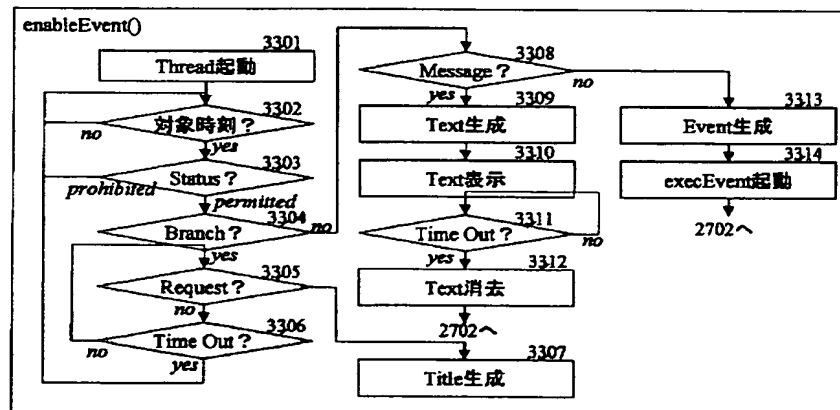 enableEvent()
3301
Thread起動
3302
対象時刻？
no
yes
3303
Status？
prohibited
permitted
3304
Branch？
no
yes
3305
Request？
no
3306
Time Out？
no
yes
3308
Message？
no
yes
3309
Text生成
3310
Text表示
3311
Time Out？
no
yes
3312
Text消去
2702へ
3307
Title生成
3313
Event生成
3314
execEvent起動
2702へ